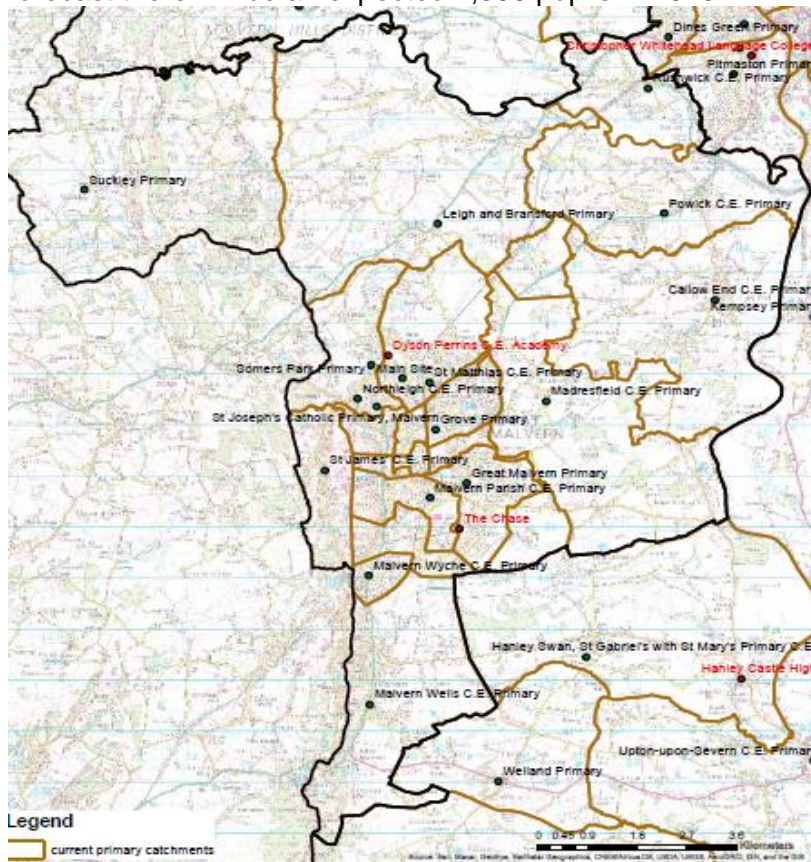 Dines Green Primary
Christopher Whitehead Language College
Pitmaston Primary
Rushwick C.E. Primary
Suckley Primary
Leigh and Bransford Primary
Powick C.E. Primary
Callow End C.E. Primary
Kempsey Primary
Dyson Perrins C.E. Academy
Somers Park Primary
Main Site
St Matthias C.E. Primary
Northleigh C.E. Primary
Madresfield C.E. Primary
St Joseph's Catholic Primary, Malvern
Grove Primary
MALVERN
St James' C.E. Primary
Great Malvern Primary
Malvern Parish C.E. Primary
The Chase
Malvern Wyche C.E. Primary
Hanley Swan, St Gabriel's with St Mary's Primary C.E
Hanley Castle High
Malvern Wells C.E. Primary
Upton-upon-Severn C.E. Primary
Welland Primary
Legend
current primary catchments
0 0.45 0.9 1.8 2.7 3.6
Kilometers